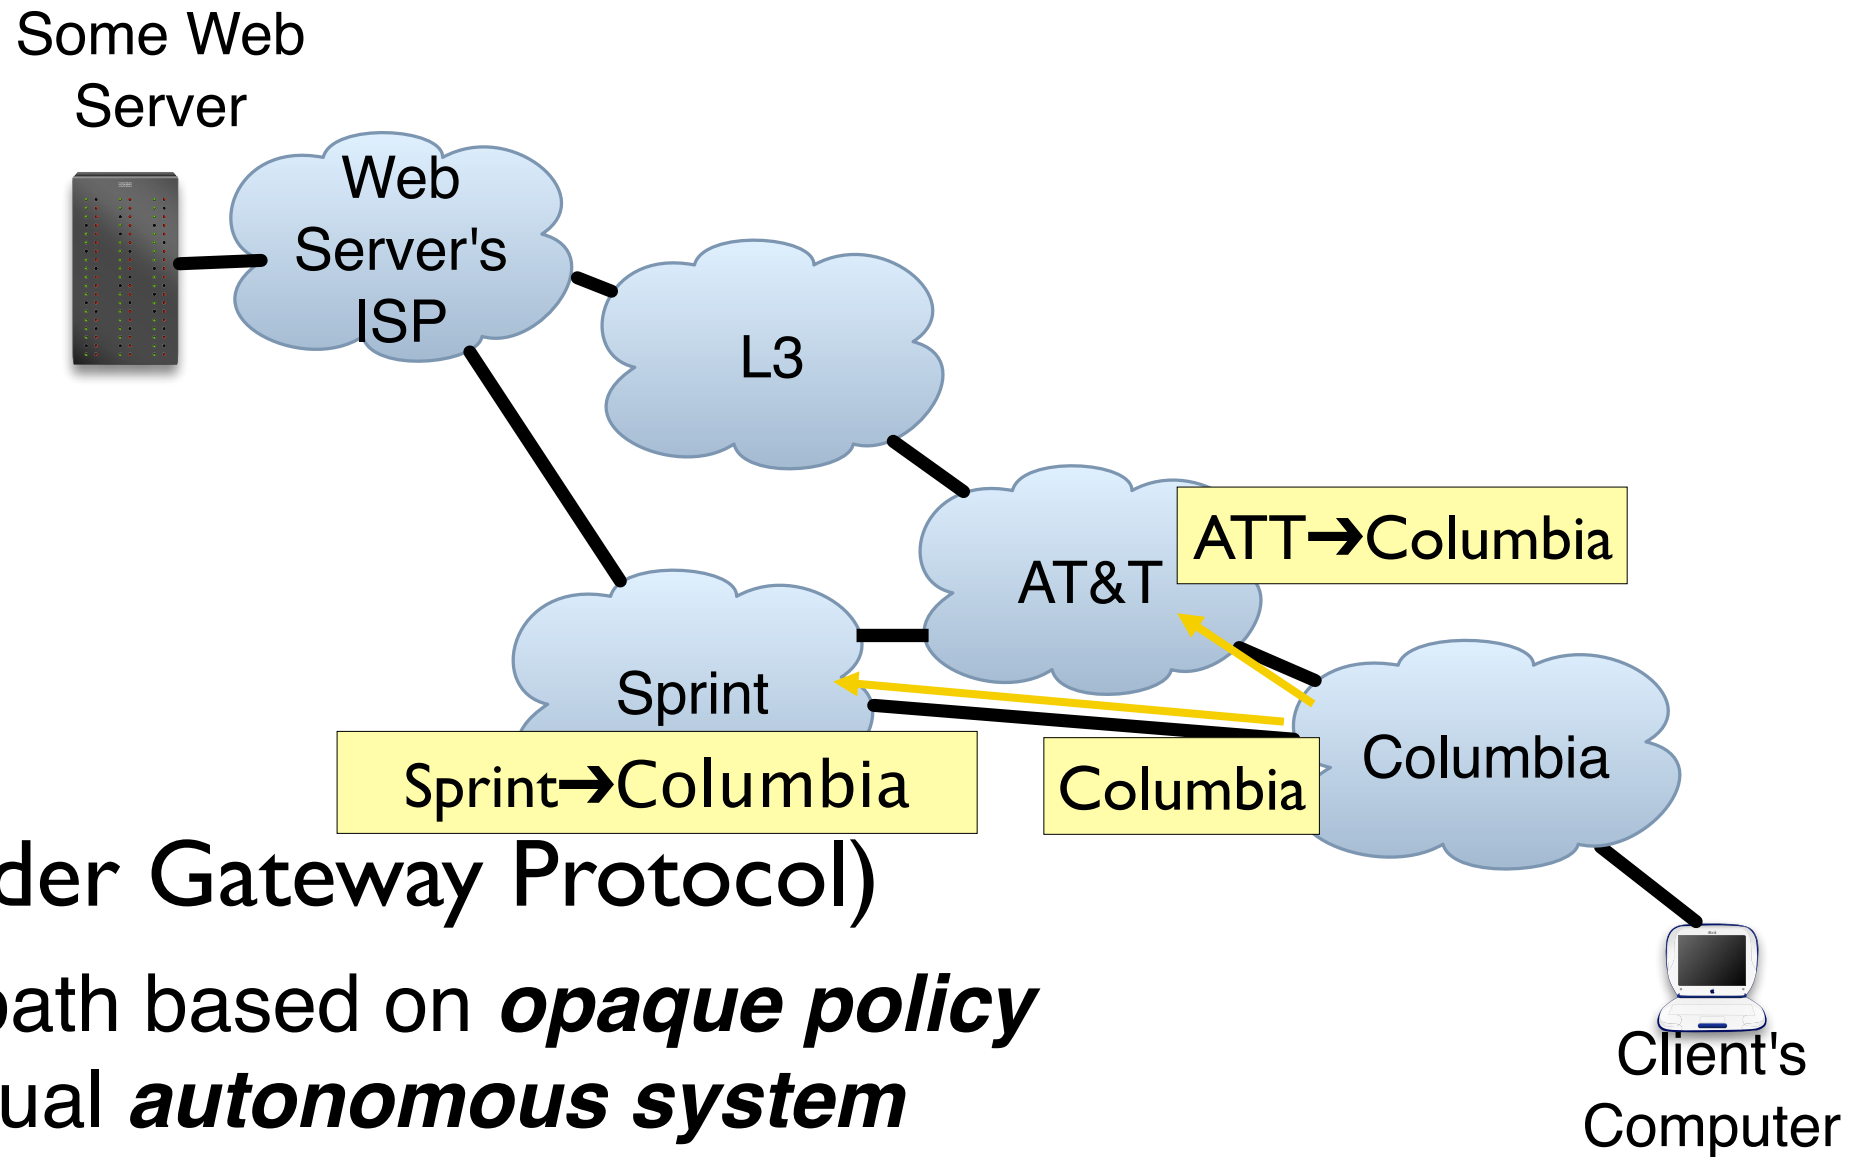 Some Web
Server
Web
Server's
ISP
L3
ATT➔Columbia
AT&T
Sprint
Columbia
Sprint➔Columbia
Columbia
der Gateway Protocol)
path based on opaque policy
ual autonomous system
Client's
Computer